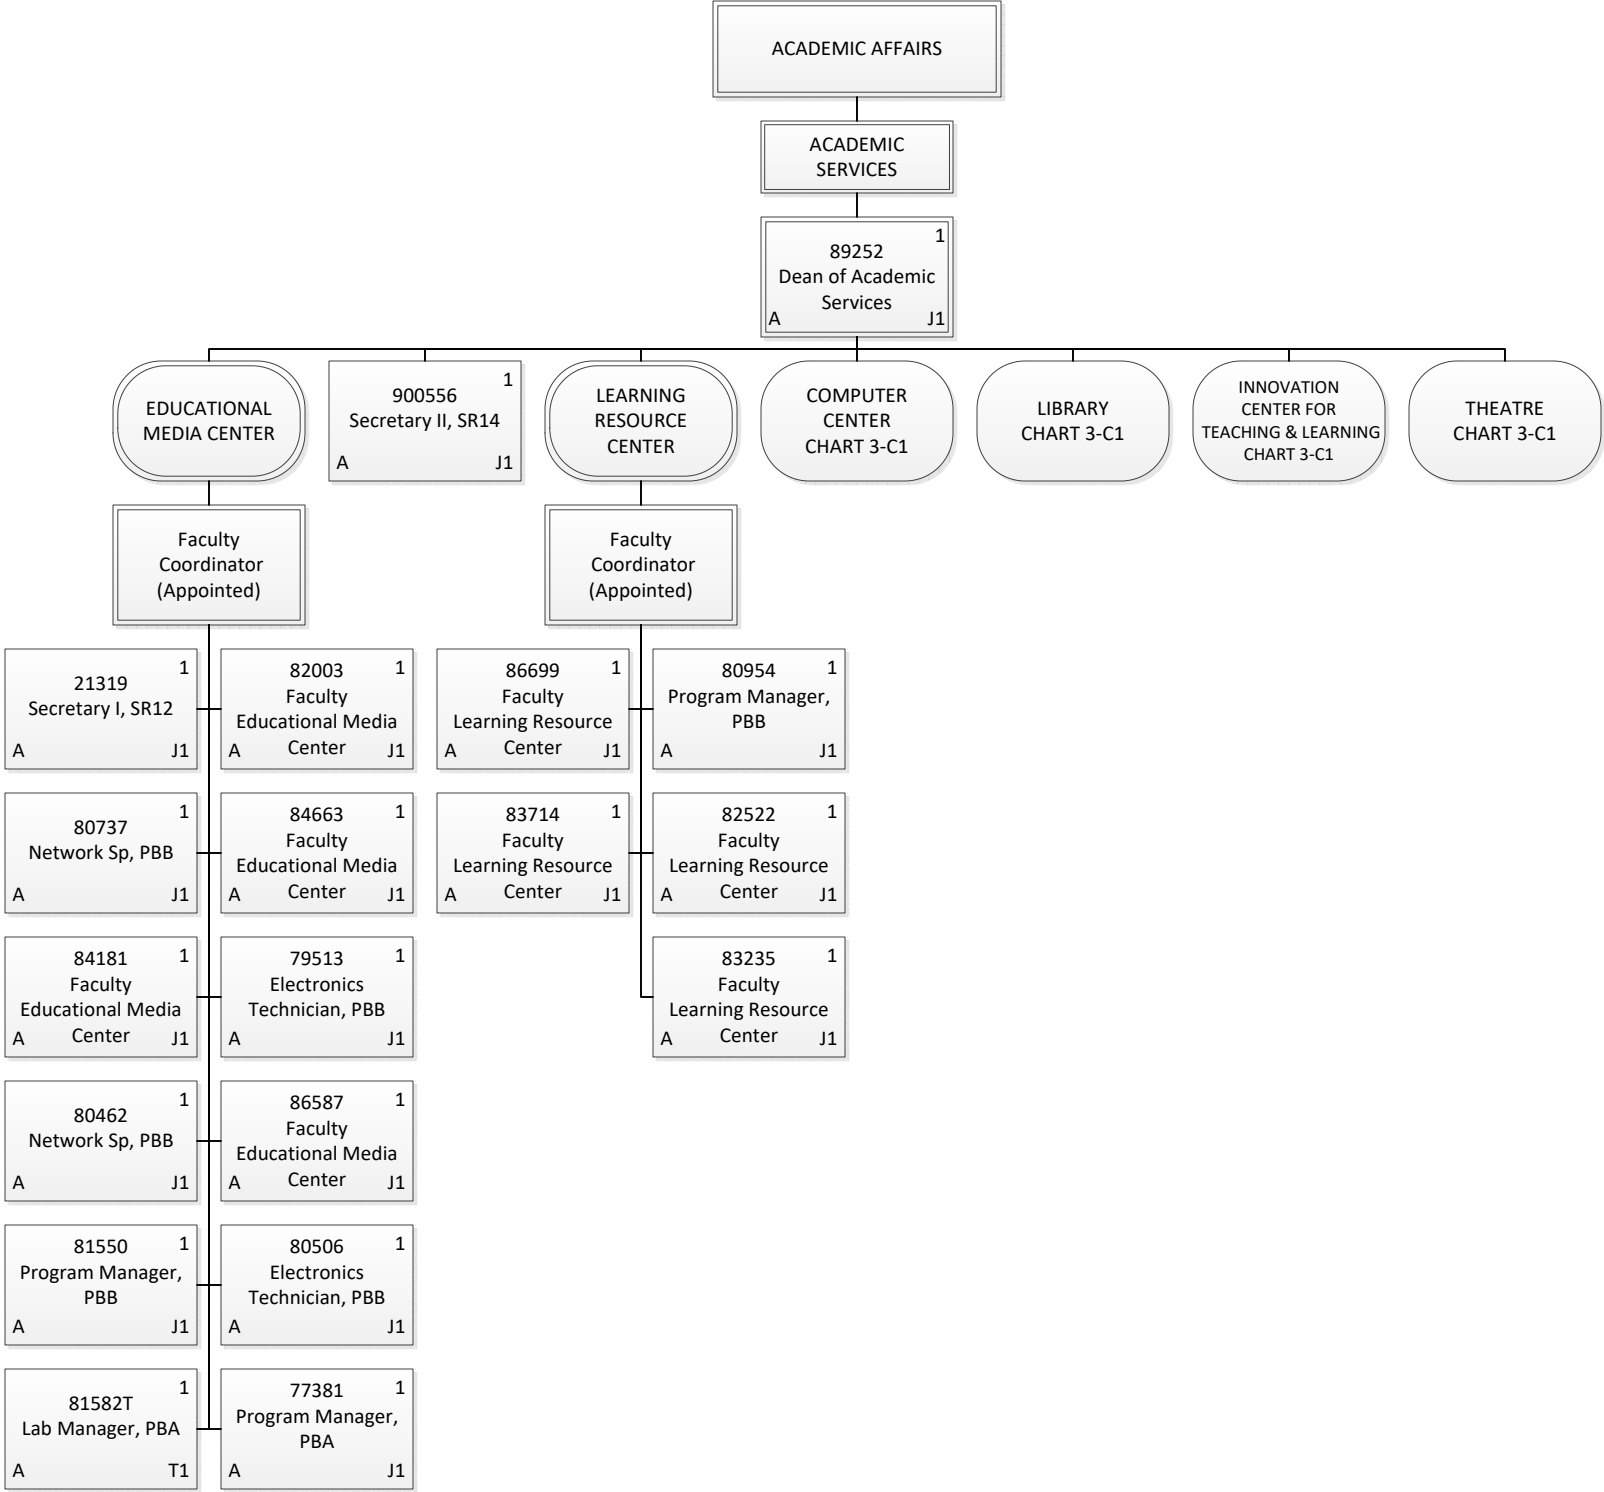 ACADEMIC AFFAIRS
ACADEMIC
SERVICES
1
89252
Dean of Academic
Services
A J1
EDUCATIONAL
MEDIA CENTER
1
900556
Secretary II, SR14
A J1
LEARNING
RESOURCE
CENTER
COMPUTER
CENTER
CHART 3-C1
LIBRARY
CHART 3-C1
INNOVATION
CENTER FOR
TEACHING & LEARNING
CHART 3-C1
THEATRE
CHART 3-C1
Faculty
Coordinator
(Appointed)
21319 1
Secretary I, SR12
A J1
82003 1
Faculty
Educational Media
A Center J1
80737 1
Network Sp, PBB
A J1
84663 1
Faculty
Educational Media
A Center J1
84181 1
Faculty
Educational Media
A Center J1
79513 1
Electronics
Technician, PBB
A J1
80462 1
Network Sp, PBB
A J1
86587 1
Faculty
Educational Media
A Center J1
81550 1
Program Manager,
PBB
A J1
80506 1
Electronics
Technician, PBB
A J1
81582T 1
Lab Manager, PBA
A T1
77381 1
Program Manager,
PBA
A J1
Faculty
Coordinator
(Appointed)
86699 1
Faculty
Learning Resource
A Center J1
80954 1
Program Manager,
PBB
A J1
83714 1
Faculty
Learning Resource
A Center J1
82522 1
Faculty
Learning Resource
A Center J1
83235 1
Faculty
Learning Resource
A Center J1